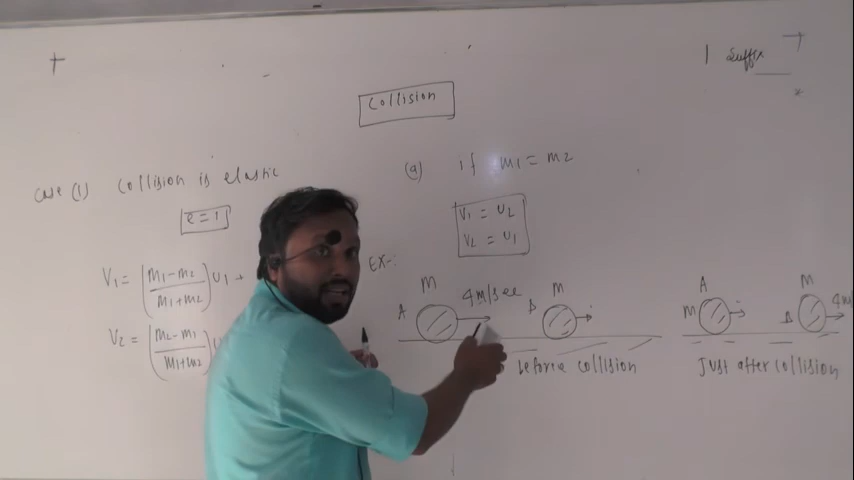 Suffix
Collision
Case (1) Collision is elastic
e = 1
(a) if m1 = m2
V1 = U2
V2 = U1
V1 = (m1-m2 / m1+m2) U1 +
V2 = (m2-m1 / m1+m2) U
EX-:
M
4 m/sec
A
M
B
before collision
A
M
M
B
4m/
Just after collision